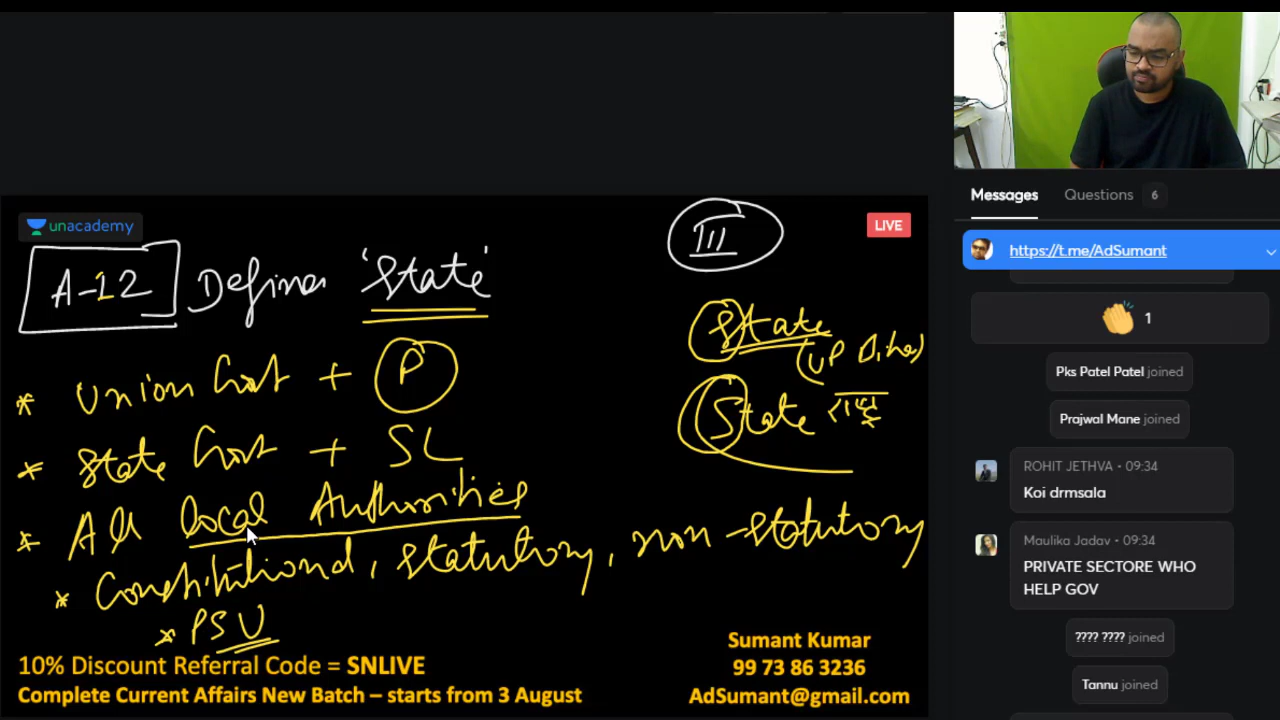 unacademy
LIVE
III
A-12 Defines 'State'
* Union Govt + P
* State Govt + SL
* All local Authorities
* Constitutional, statutory, non-statutory
* PSU
State
(UP Bihar)
State राष्ट्र
10% Discount Referral Code = SNLIVE
Complete Current Affairs New Batch – starts from 3 August
Sumant Kumar
99 73 86 3236
AdSumant@gmail.com
Messages Questions 6
https://t.me/AdSumant
1
Pks Patel Patel joined
Prajwal Mane joined
ROHIT JETHVA • 09:34
Koi drmsala
Maulika Jadav • 09:34
PRIVATE SECTORE WHO
HELP GOV
???? ???? joined
Tannu joined